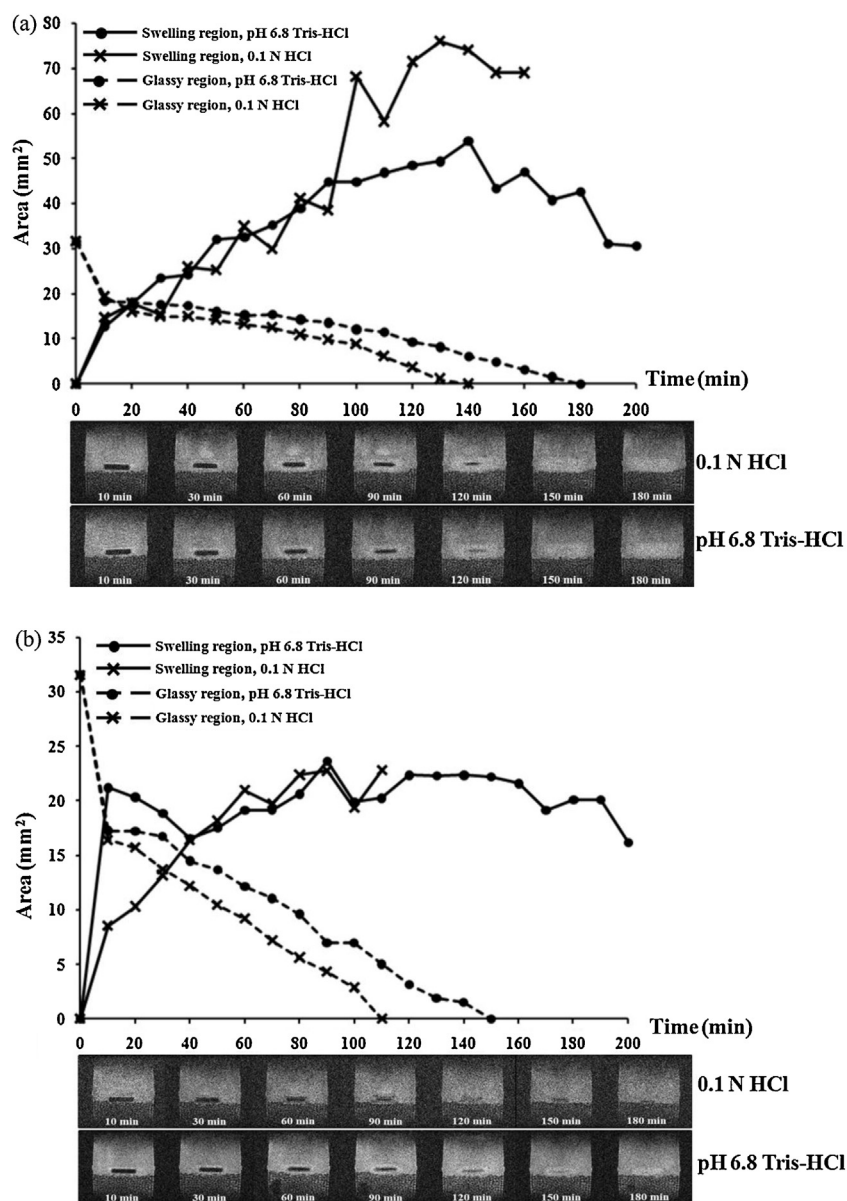 (a)
80
70
60
50
40
30
20
10
0
Area (mm²)
Swelling region, pH 6.8 Tris-HCl
Swelling region, 0.1 N HCl
Glassy region, pH 6.8 Tris-HCl
Glassy region, 0.1 N HCl
Time (min)
0 20 40 60 80 100 120 140 160 180 200
10 min 30 min 60 min 90 min 120 min 150 min 180 min
0.1 N HCl
10 min 30 min 60 min 90 min 120 min 150 min 180 min
pH 6.8 Tris-HCl
(b)
35
30
25
20
15
10
5
0
Area (mm²)
Swelling region, pH 6.8 Tris-HCl
Swelling region, 0.1 N HCl
Glassy region, pH 6.8 Tris-HCl
Glassy region, 0.1 N HCl
Time (min)
0 20 40 60 80 100 120 140 160 180 200
10 min 30 min 60 min 90 min 120 min 150 min 180 min
0.1 N HCl
10 min 30 min 60 min 90 min 120 min 150 min 180 min
pH 6.8 Tris-HCl